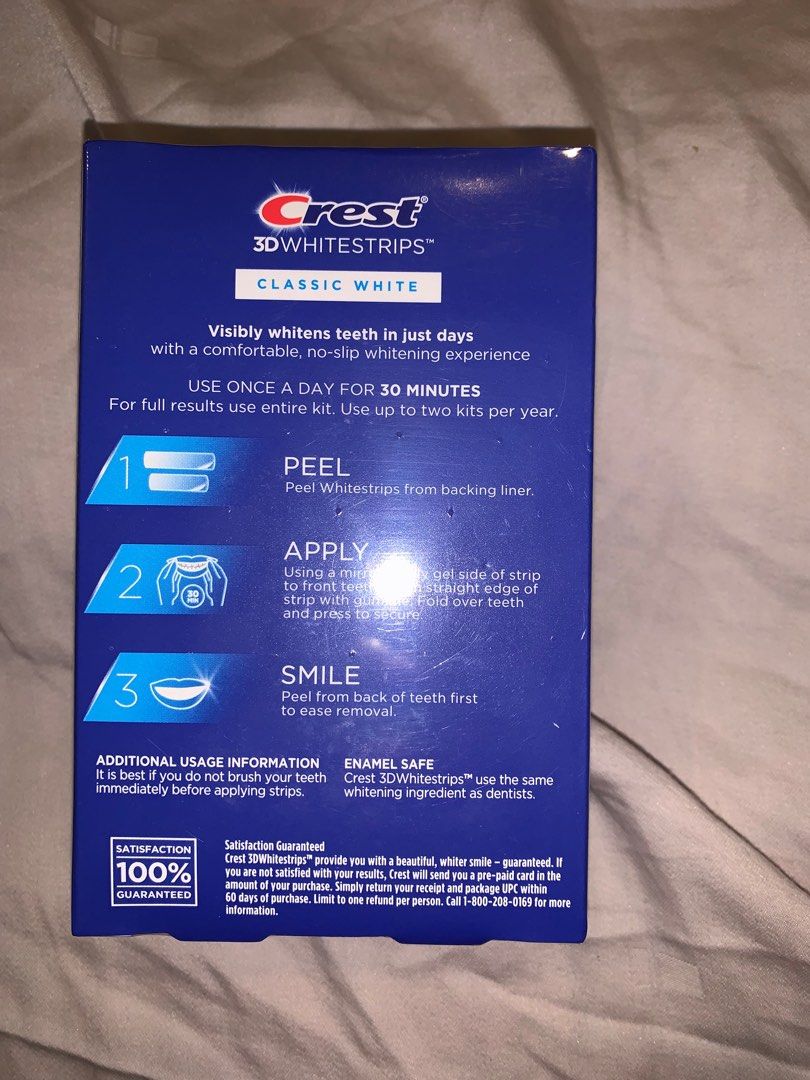 Crest®
3DWHITESTRIPS™
CLASSIC WHITE
Visibly whitens teeth in just days
with a comfortable, no-slip whitening experience
USE ONCE A DAY FOR 30 MINUTES
For full results use entire kit. Use up to two kits per year.
1
PEEL
Peel Whitestrips from backing liner.
2
30
MIN
APPLY
Using a gel side of strip
to front straight edge of
strip with Fold over teeth
and press to secure.
3
SMILE
Peel from back of teeth first
to ease removal.
ADDITIONAL USAGE INFORMATION
It is best if you do not brush your teeth
immediately before applying strips.
ENAMEL SAFE
Crest 3DWhitestrips™ use the same
whitening ingredient as dentists.
SATISFACTION
100%
GUARANTEED
Satisfaction Guaranteed
Crest 3DWhitestrips™ provide you with a beautiful, whiter smile – guaranteed. If
you are not satisfied with your results, Crest will send you a pre-paid card in the
amount of your purchase. Simply return your receipt and package UPC within
60 days of purchase. Limit to one refund per person. Call 1-800-208-0169 for more
information.